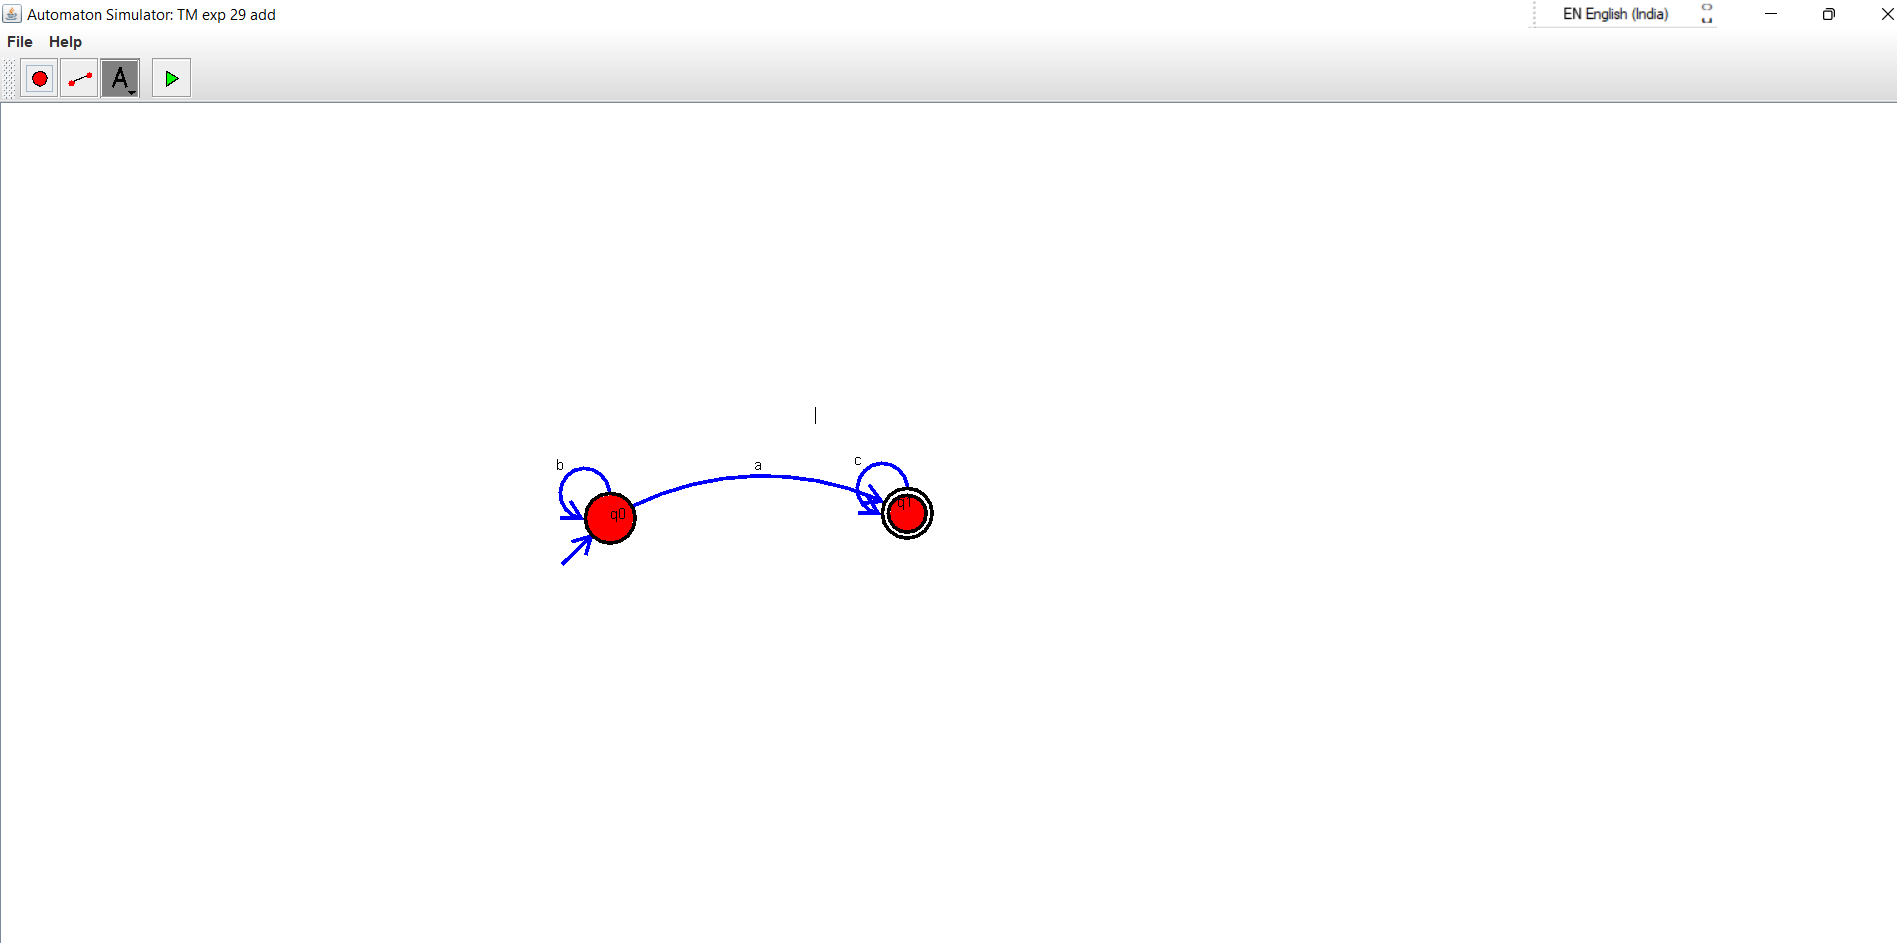 Automaton Simulator: TM exp 29 add
EN English (India)
File Help
A
b
a
c
q0
q1